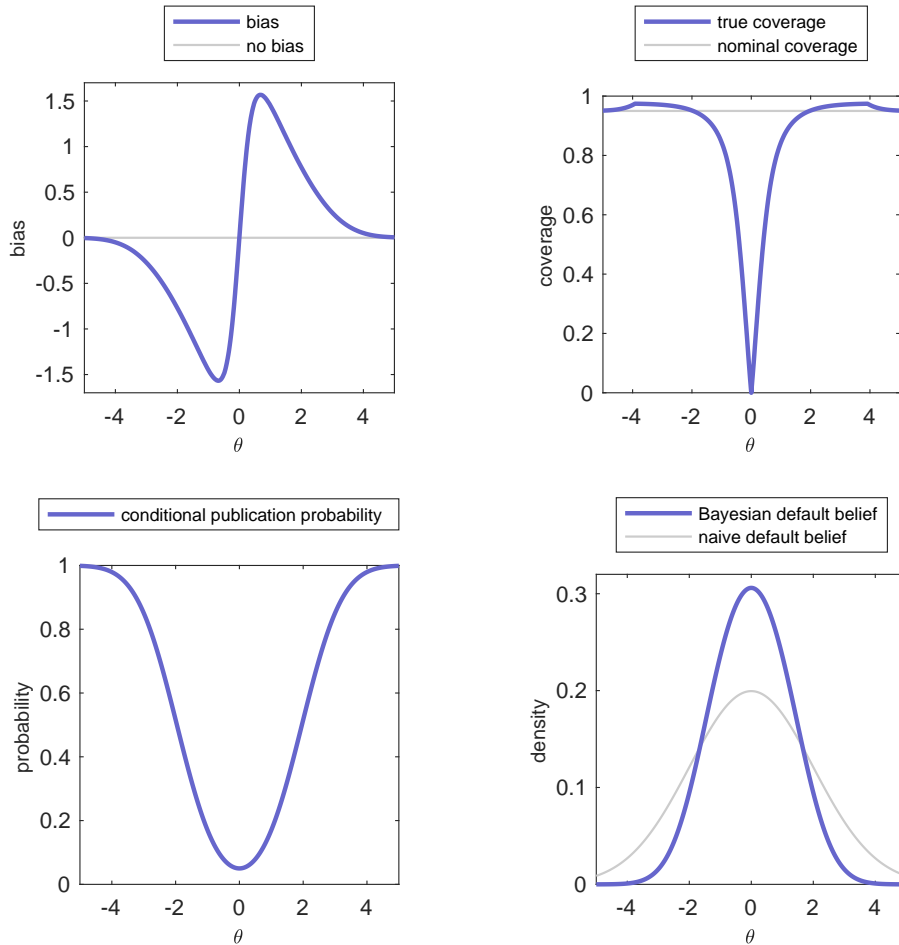 bias
no bias
1.5
1
0.5
0
-0.5
-1
-1.5
bias
-4 -2 0 2 4
θ
true coverage
nominal coverage
1
0.8
0.6
0.4
0.2
0
coverage
-4 -2 0 2 4
θ
conditional publication probability
1
0.8
0.6
0.4
0.2
0
probability
-4 -2 0 2 4
θ
Bayesian default belief
naive default belief
0.3
0.2
0.1
0
density
-4 -2 0 2 4
θ